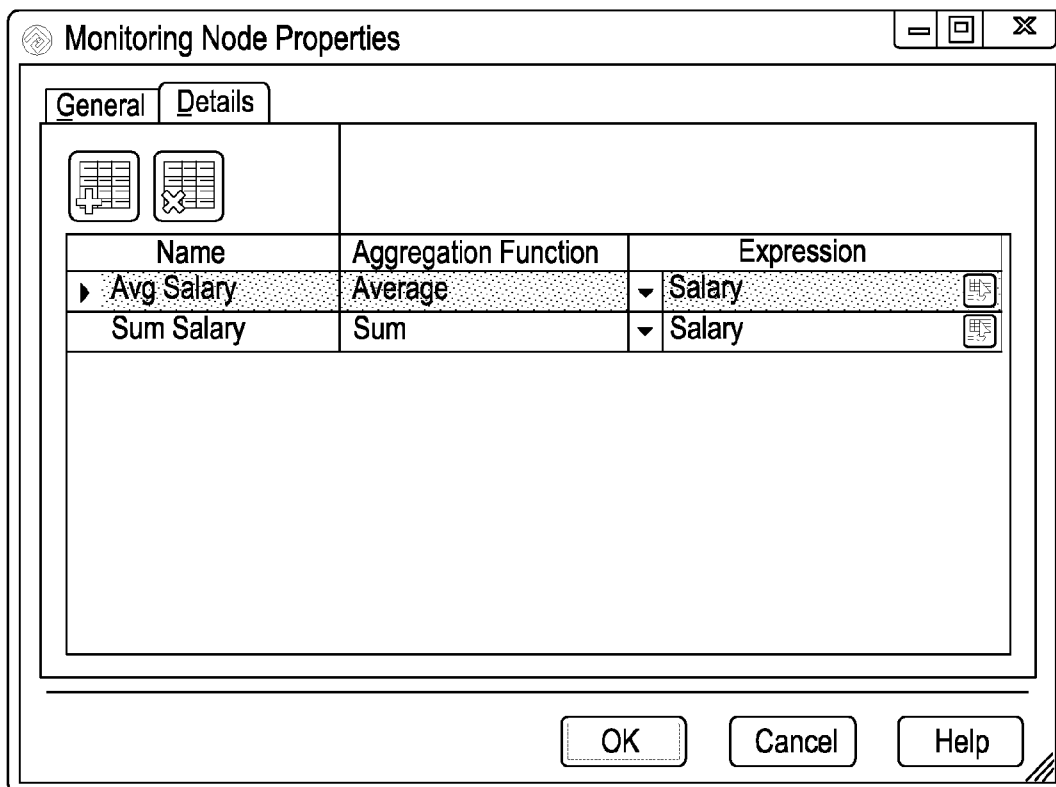 Monitoring Node Properties
General Details
Name Aggregation Function Expression
Avg Salary Average Salary
Sum Salary Sum Salary
OK Cancel Help